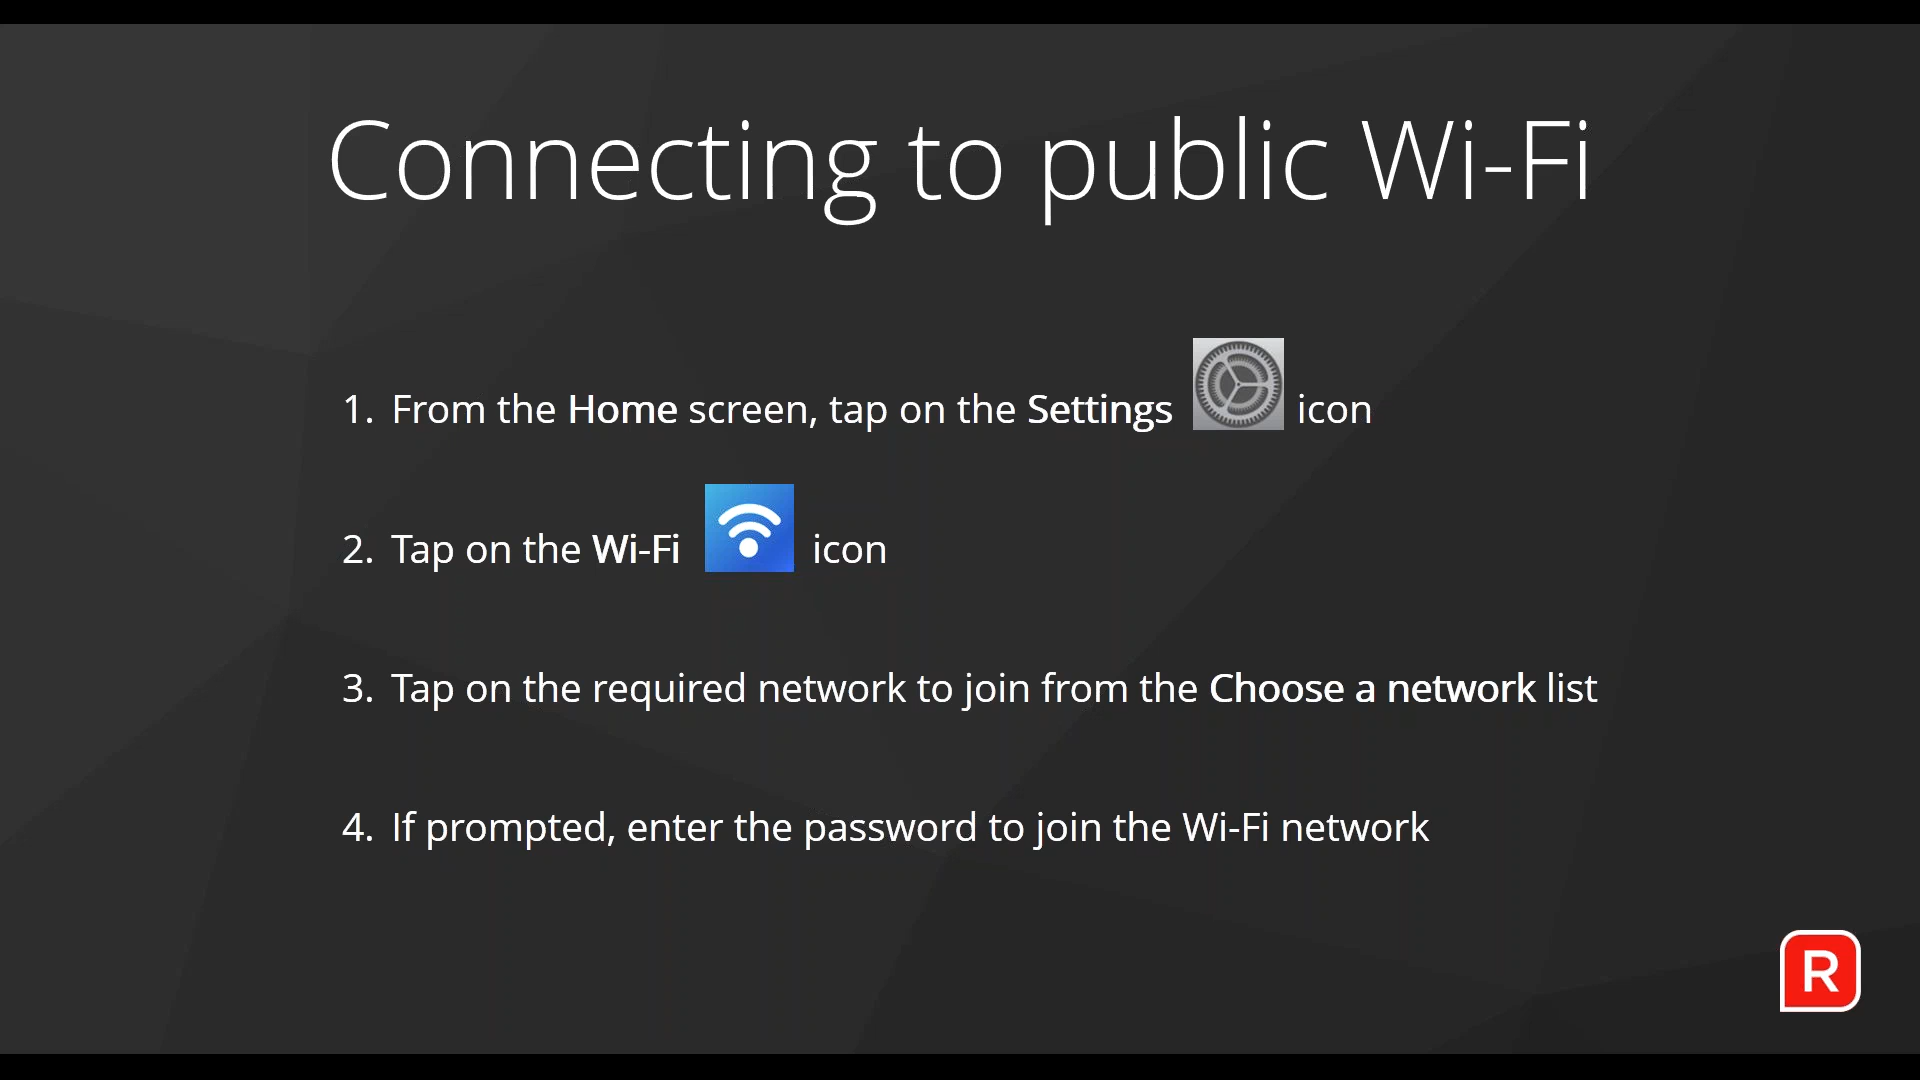 Connecting to public Wi-Fi
1. From the Home screen, tap on the Settings icon
2. Tap on the Wi-Fi icon
3. Tap on the required network to join from the Choose a network list
4. If prompted, enter the password to join the Wi-Fi network
R